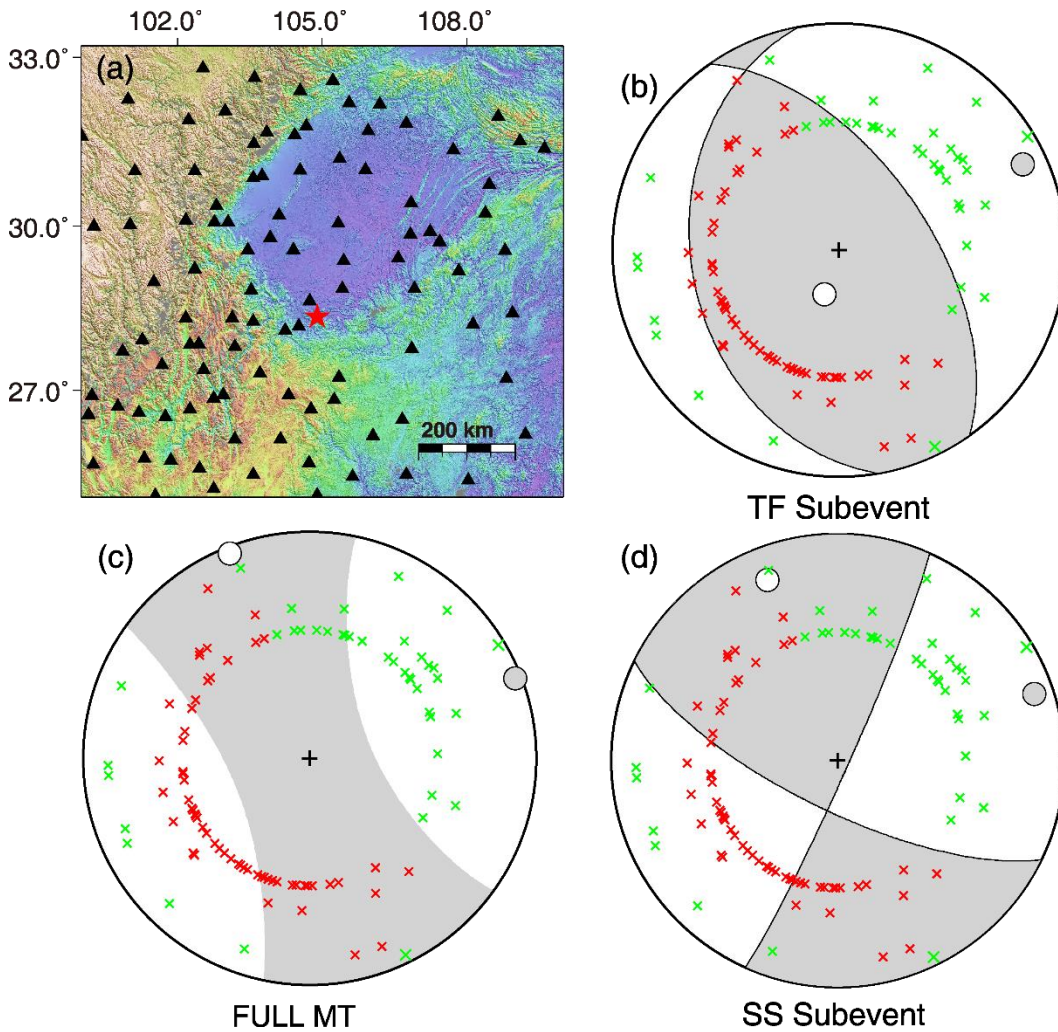 102.0˚ 105.0˚ 108.0˚
33.0˚
30.0˚
27.0˚
(a)
200 km
(b)
TF Subevent
(c)
FULL MT
(d)
SS Subevent